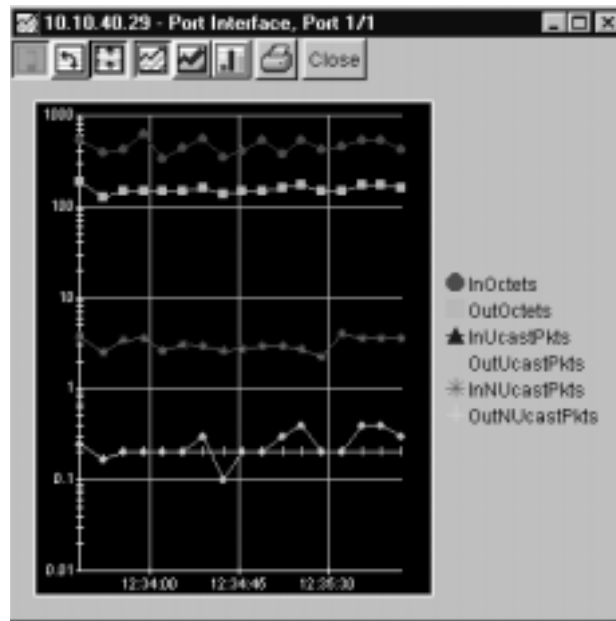 10.10.40.29 - Port Interface, Port 1/1
Close
1000
100
10
1
0.1
0.01
12:34:00 12:34:45 12:35:30
InOctets
OutOctets
InUcastPkts
OutUcastPkts
InNUcastPkts
OutNUcastPkts